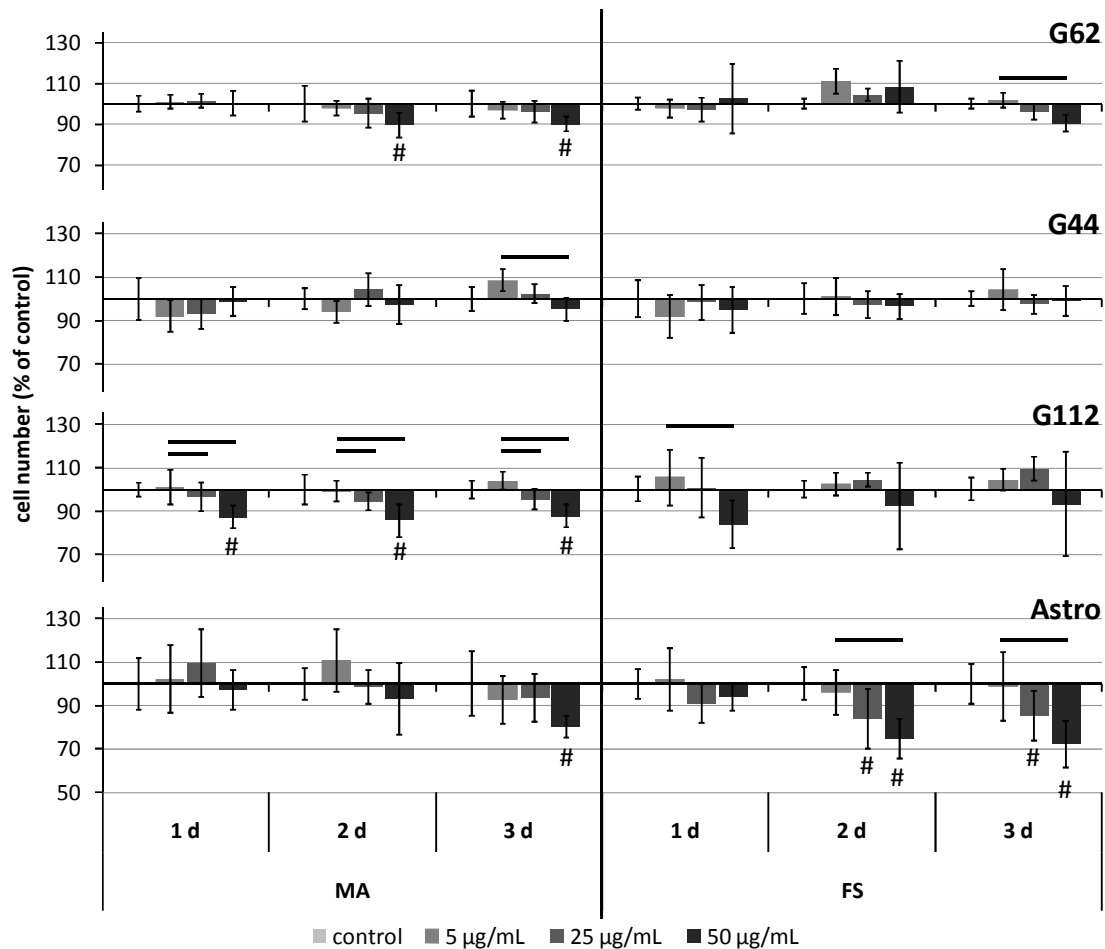 cell number (% of control)
G62
130
110
90
70
# # 
G44
130
110
90
70
G112
130
110
90
70
# # #
Astro
130
110
90
70
50
# # # # #
1 d 2 d 3 d 1 d 2 d 3 d
MA FS
control 5 µg/mL 25 µg/mL 50 µg/mL